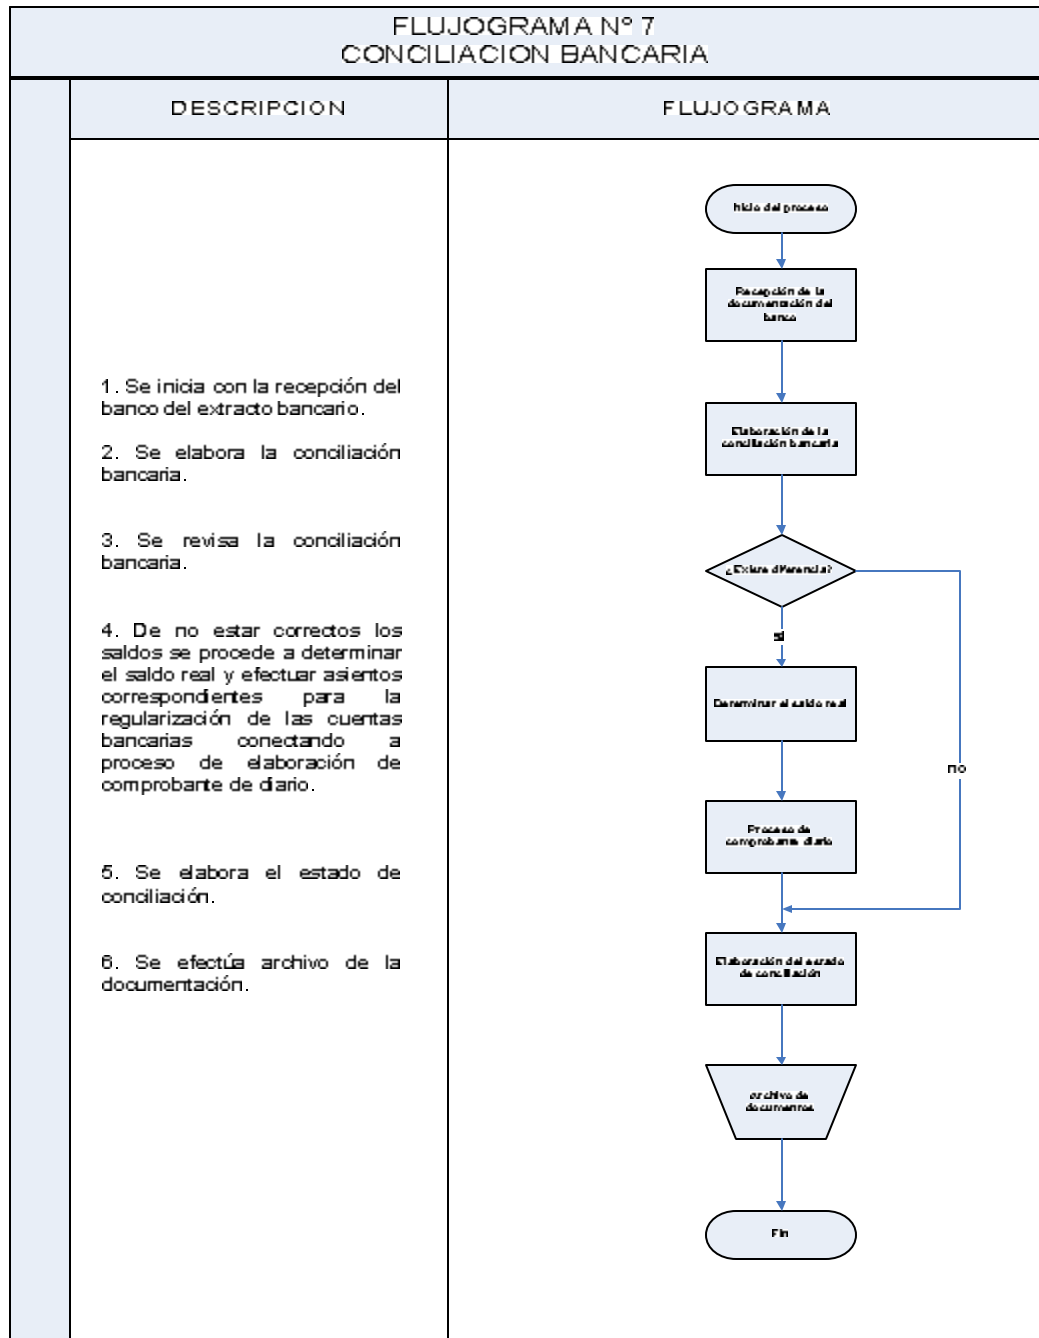 FLUJOGRAMA Nº 7
CONCILIACION BANCARIA
DESCRIPCION
FLUJOGRAMA
1. Se inicia con la recepción del
banco del extracto bancario.
2. Se elabora la conciliación
bancaria.
3. Se revisa la conciliación
bancaria.
4. De no estar correctos los
saldos se procede a determinar
el saldo real y efectuar asientos
correspondientes para la
regularización de las cuentas
bancarias conectando a
proceso de elaboración de
comprobante de diario.
5. Se elabora el estado de
conciliación.
6. Se efectúa archivo de la
documentación.
Inicio del proceso
Recepción de la
documentación del
banco
Elaboración de la
conciliación bancaria
¿Existe diferencia?
si
Determinar el saldo real
no
Proceso de
comprobante diario
Elaboración del estado
de conciliación
archivo de
documentos
Fin